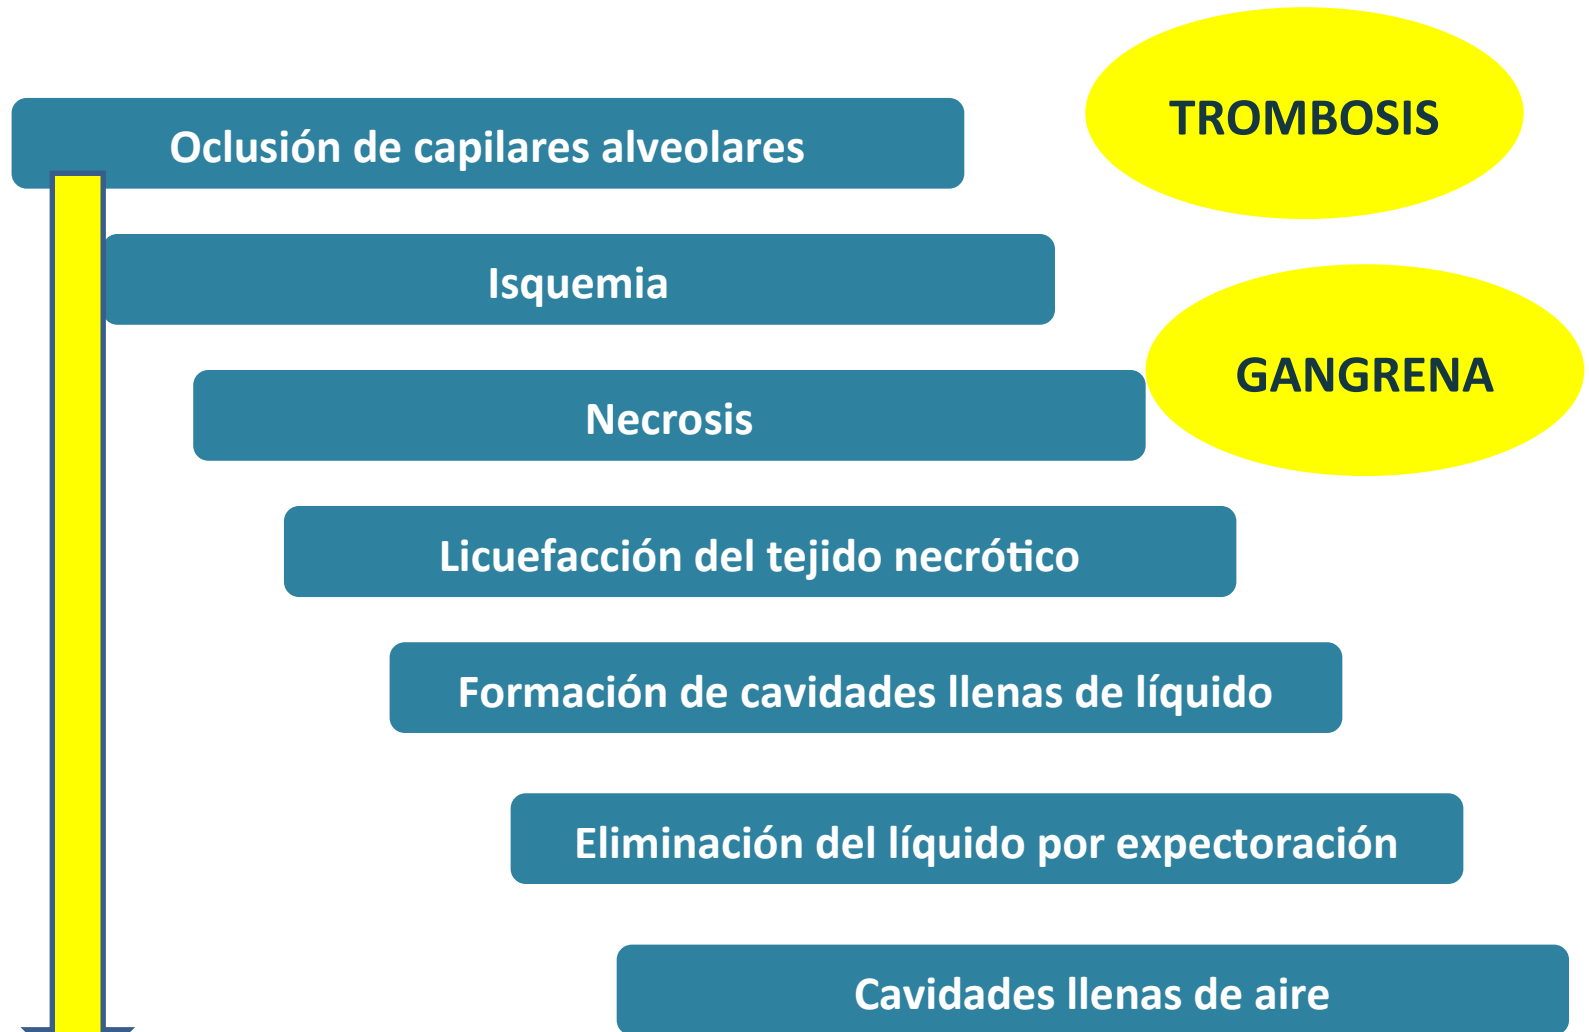 TROMBOSIS
Oclusión de capilares alveolares
Isquemia
GANGRENA
Necrosis
Licuefacción del tejido necrótico
Formación de cavidades llenas de líquido
Eliminación del líquido por expectoración
Cavidades llenas de aire